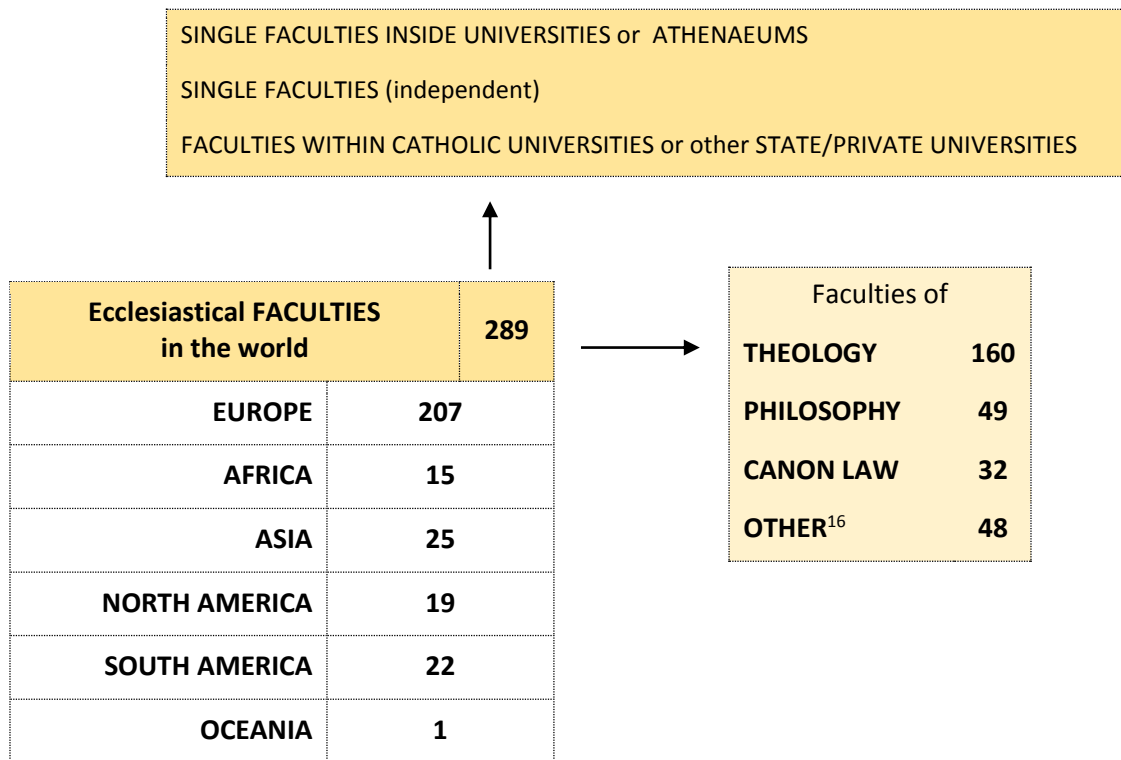 SINGLE FACULTIES INSIDE UNIVERSITIES or ATHENAEUMS
SINGLE FACULTIES (independent)
FACULTIES WITHIN CATHOLIC UNIVERSITIES or other STATE/PRIVATE UNIVERSITIES
Ecclesiastical FACULTIES
in the world
289
EUROPE 207
AFRICA 15
ASIA 25
NORTH AMERICA 19
SOUTH AMERICA 22
OCEANIA 1
Faculties of
THEOLOGY 160
PHILOSOPHY 49
CANON LAW 32
OTHER16 48